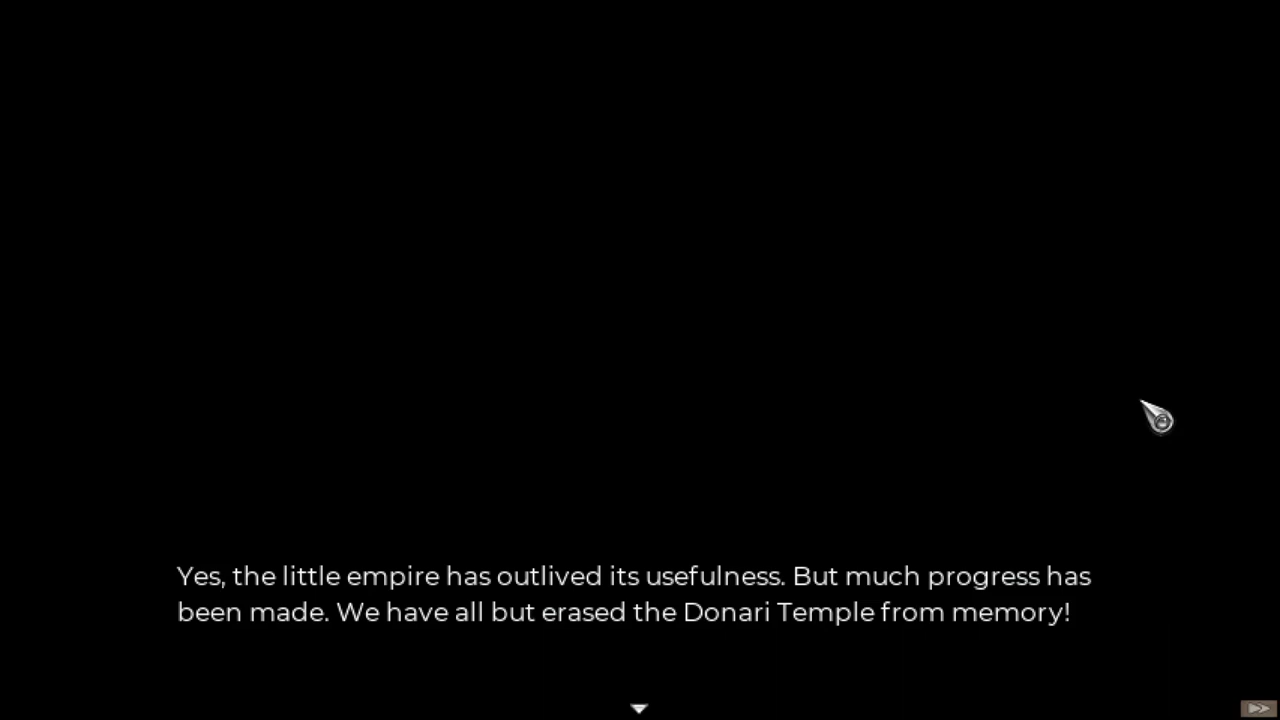 Yes, the little empire has outlived its usefulness. But much progress has
been made. We have all but erased the Donari Temple from memory!